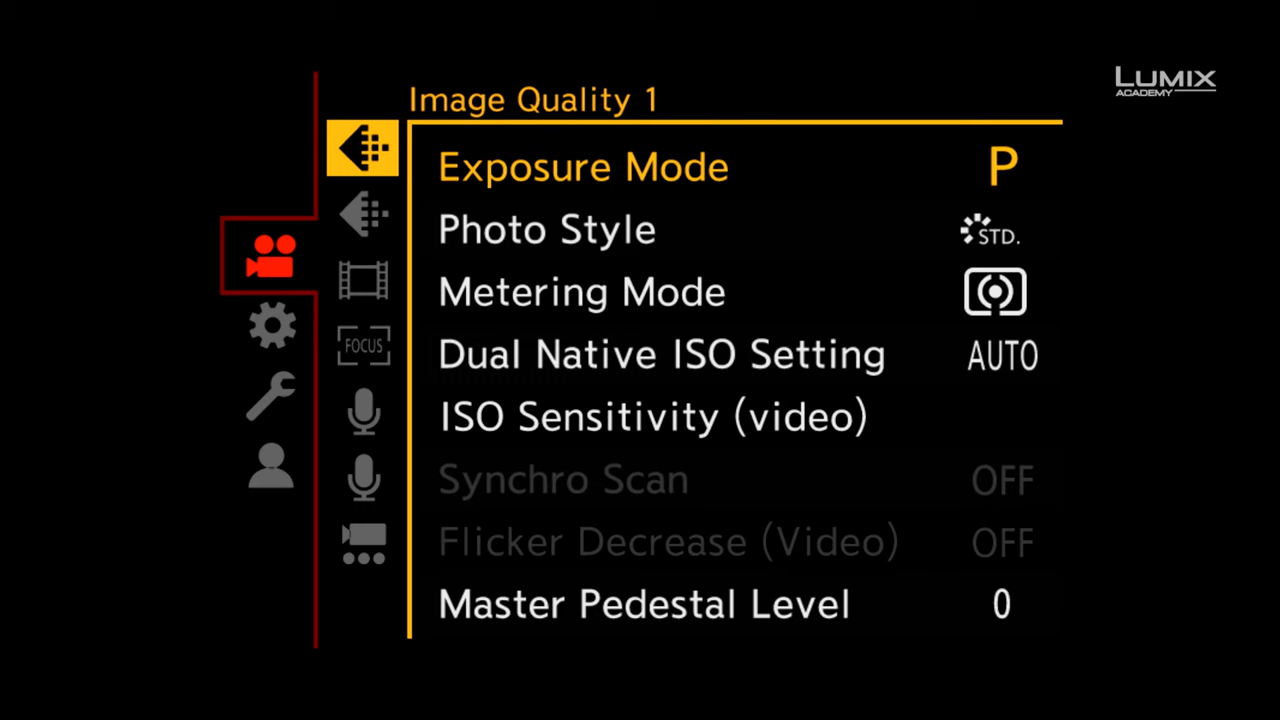 LUMIX
ACADEMY
Image Quality 1
Exposure Mode P
Photo Style STD.
Metering Mode
Dual Native ISO Setting AUTO
FOCUS
ISO Sensitivity (video)
Synchro Scan OFF
Flicker Decrease (Video) OFF
Master Pedestal Level 0